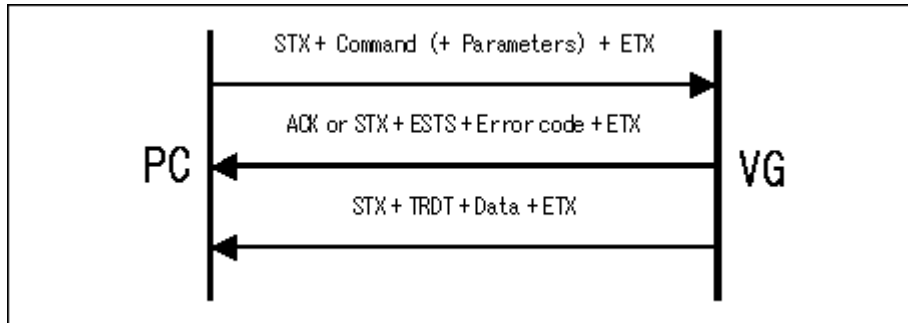 STX + Command (+ Parameters) + ETX
ACK or STX + ESTS + Error code + ETX
PC
VG
STX + TRDT + Data + ETX